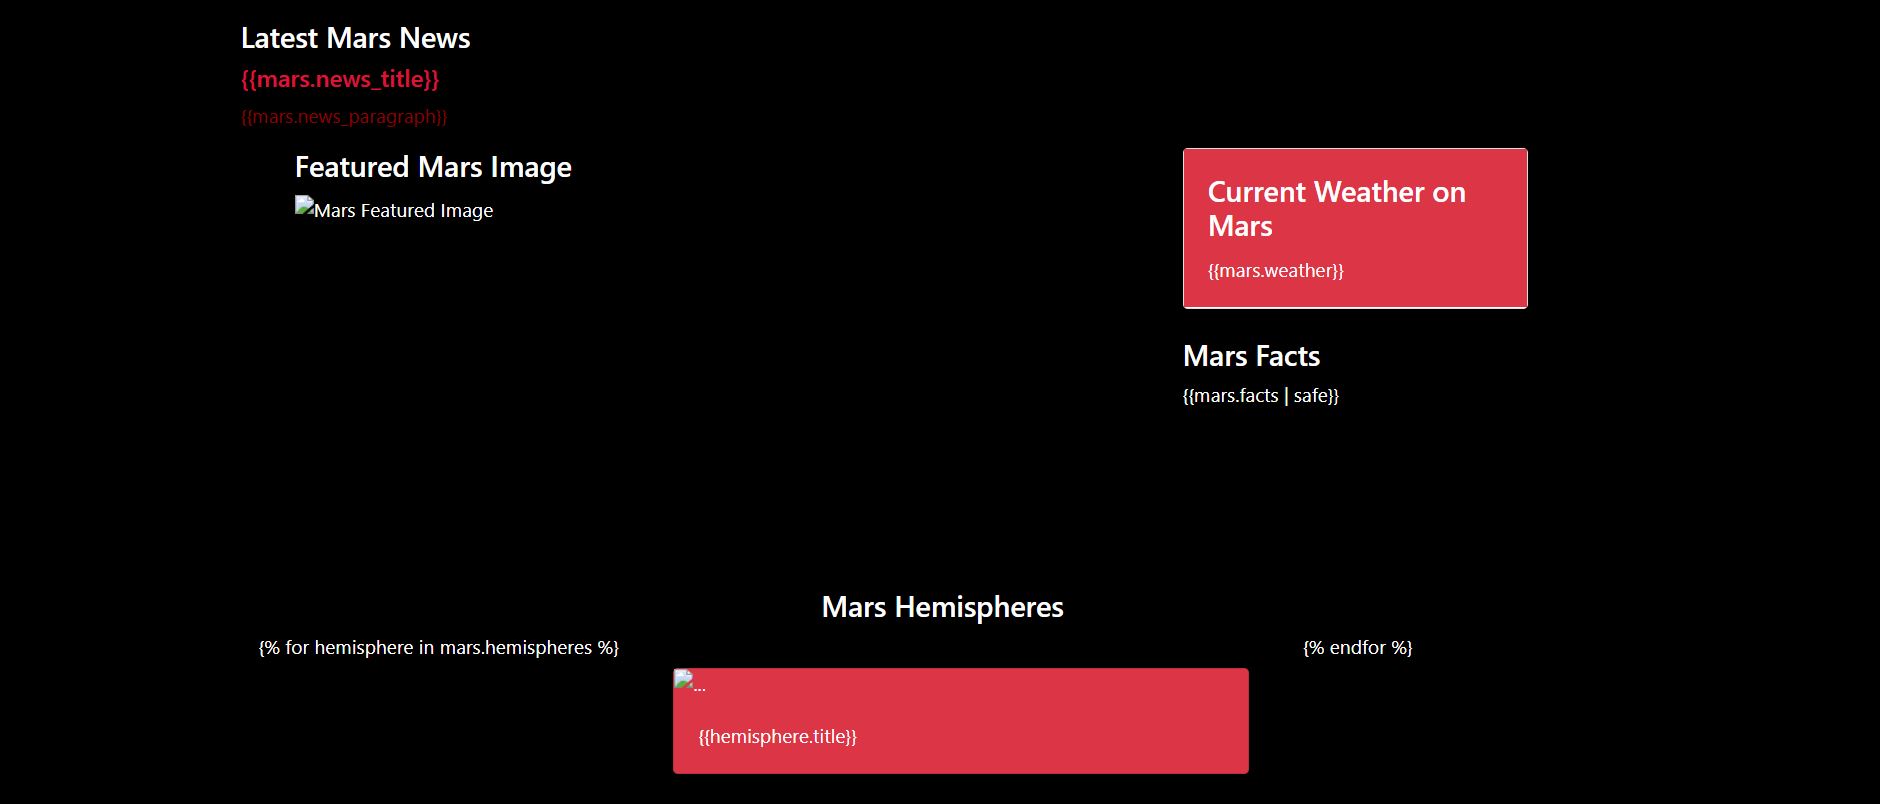 Latest Mars News
{{mars.news_title}}
{{mars.news_paragraph}}
Featured Mars Image
Mars Featured Image
Current Weather on
Mars
{{mars.weather}}
Mars Facts
{{mars.facts | safe}}
Mars Hemispheres
{% for hemisphere in mars.hemispheres %}
{% endfor %}
...
{{hemisphere.title}}